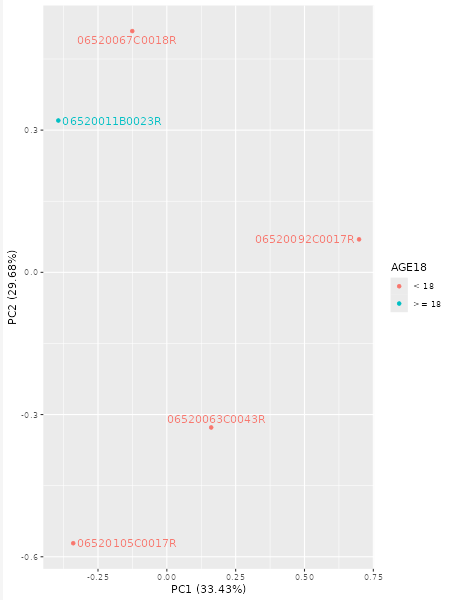 06520067C0018R
06520011B0023R
0.3
06520092C0017R
AGE18
< 18
>= 18
0.0
PC2 (29.68%)
-0.3
06520063C0043R
06520105C0017R
-0.6
-0.25
0.00
0.25
0.50
0.75
PC1 (33.43%)